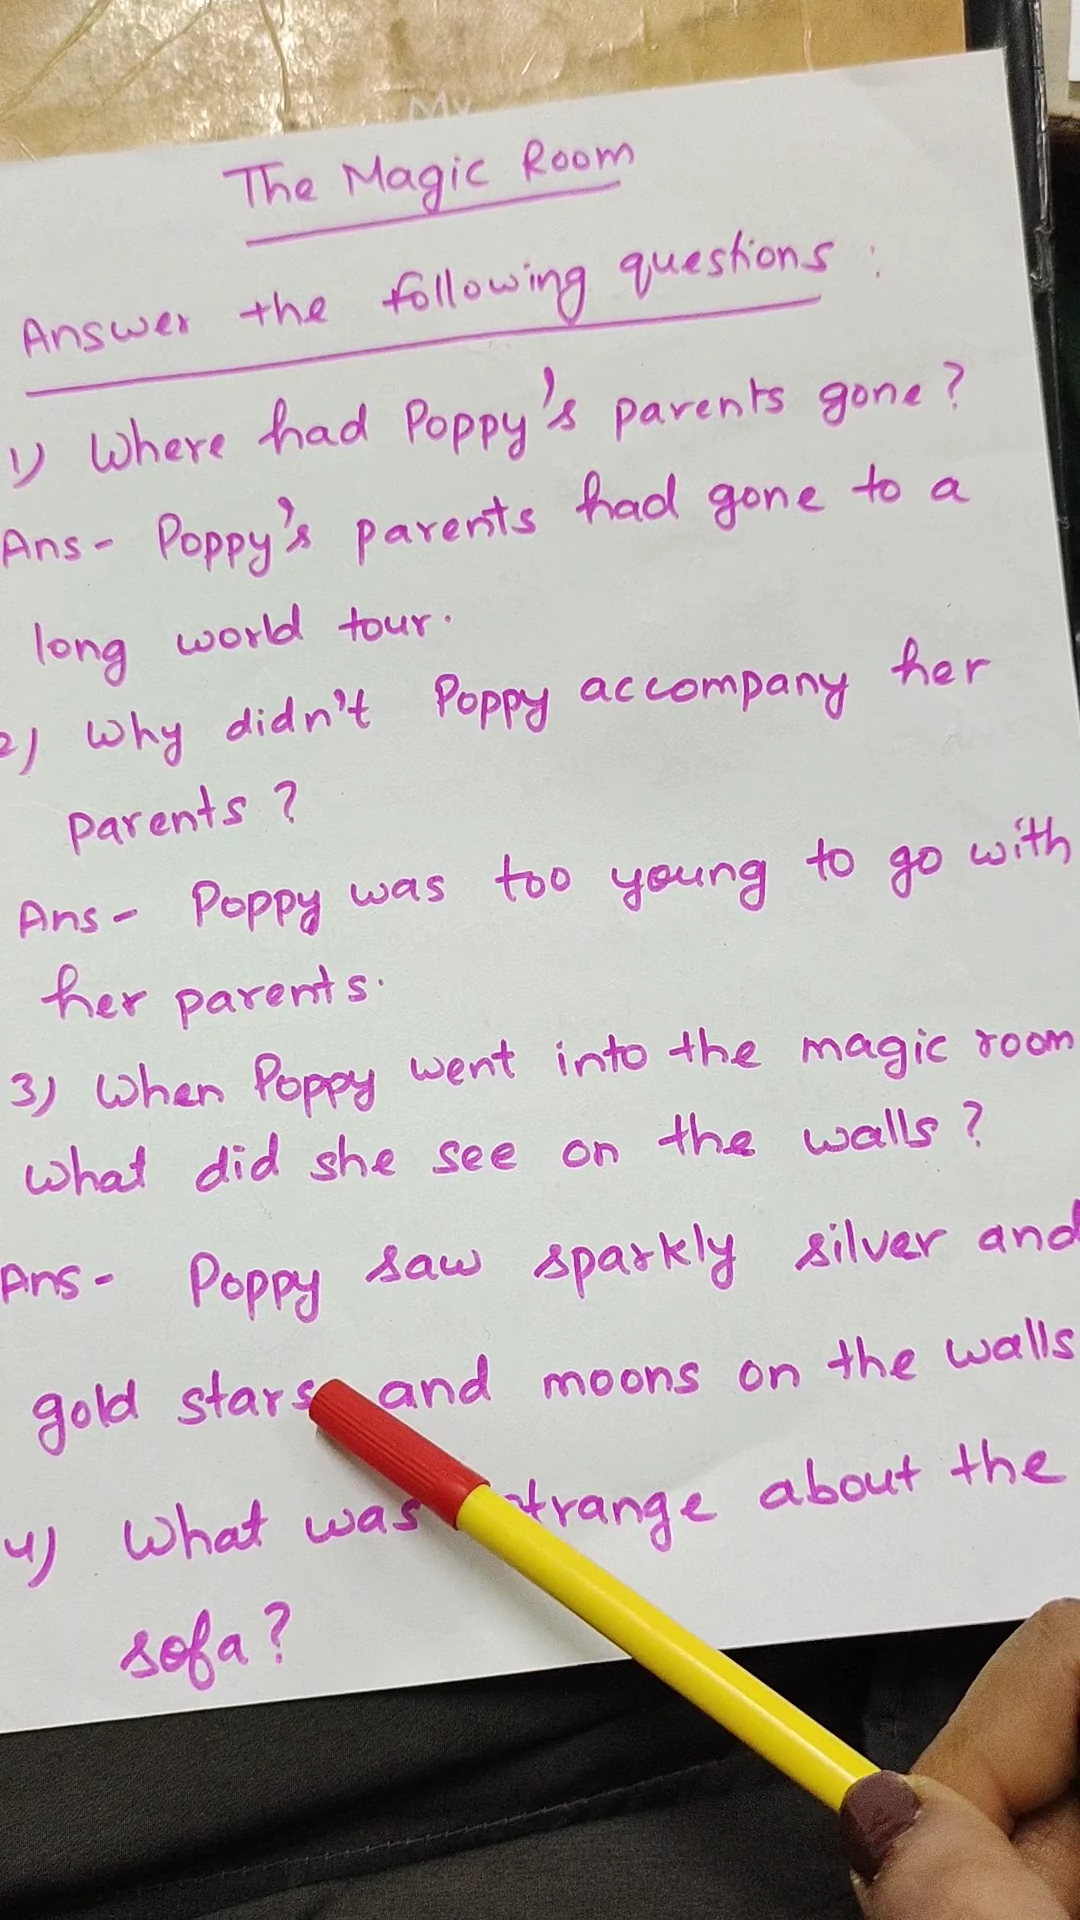 My
The Magic Room
Answer the following questions :
1) Where had Poppy's parents gone?
Ans- Poppy's parents had gone to a
long world tour.
2) Why didn't Poppy accompany her
parents?
Ans- Poppy was too young to go with
her parents.
3) When Poppy went into the magic room
what did she see on the walls?
Ans- Poppy saw sparkly silver and
gold stars and moons on the walls
4) What was strange about the
sofa?